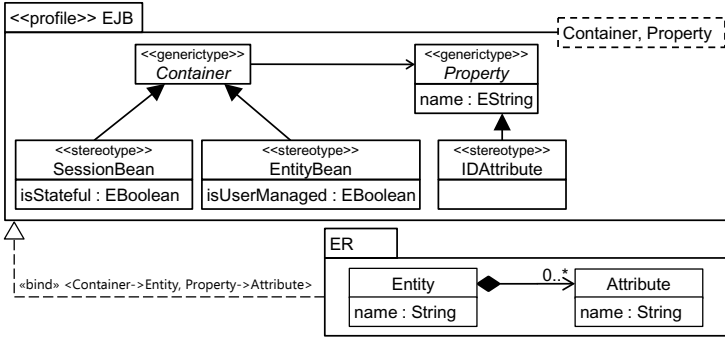 <<profile>> EJB
Container, Property
<<generictype>>
Container
<<generictype>>
Property
name : EString
<<stereotype>>
SessionBean
isStateful : EBoolean
<<stereotype>>
EntityBean
isUserManaged : EBoolean
<<stereotype>>
IDAttribute
«bind» <Container->Entity, Property->Attribute>
ER
Entity
name : String
0..*
Attribute
name : String